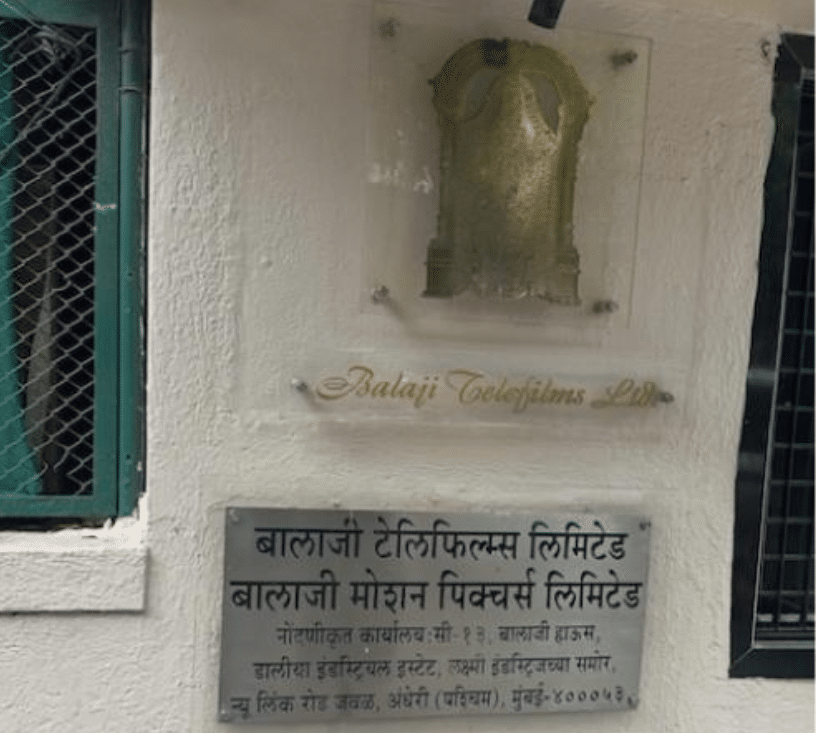 Balaji Telefilms Ltd.
बालाजी टेलिफिल्म्स लिमिटेड
बालाजी मोशन पिक्चर्स लिमिटेड
नोंदणीकृत कार्यालय:सी-१३, बालाजी हाऊस,
डालीया इंडस्ट्रियल इस्टेट, लक्ष्मी इंडस्ट्रिजच्या समोर,
न्यू लिंक रोड जवळ, अंधेरी (पश्चिम), मुंबई-४०००५३.